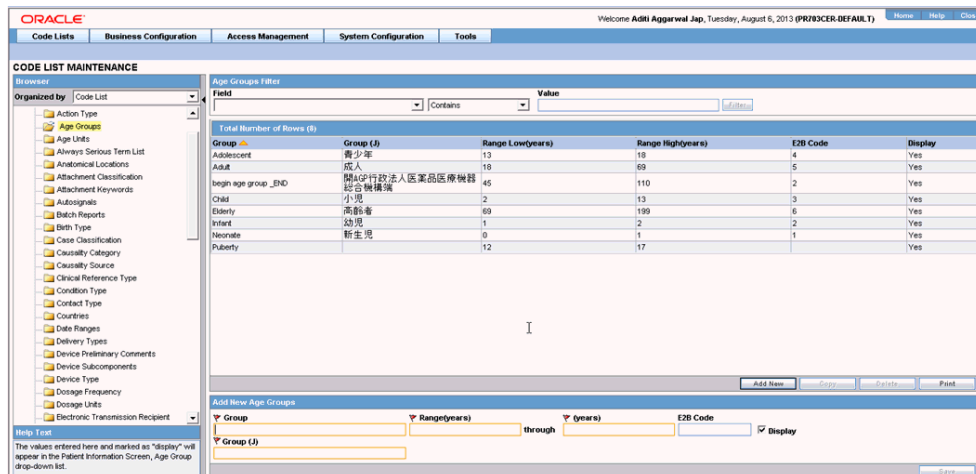 ORACLE
Welcome Aditi Aggarwal Jap, Tuesday, August 6, 2013 (PR703CER-DEFAULT)
Home Help Clos
Code Lists Business Configuration Access Management System Configuration Tools
CODE LIST MAINTENANCE
Browser
Organized by Code List
Action Type
Age Groups
Age Units
Always Serious Term List
Anatomical Locations
Attachment Classification
Attachment Keywords
Autosignals
Batch Reports
Birth Type
Case Classification
Causality Category
Causality Source
Clinical Reference Type
Condition Type
Contact Type
Countries
Date Ranges
Delivery Types
Device Preliminary Comments
Device Subcomponents
Device Type
Dosage Frequency
Dosage Units
Electronic Transmission Recipient
Help Text
The values entered here and marked as "display" will
appear in the Patient Information Screen, Age Group
drop-down list.
Age Groups Filter
Field Value
Contains Filter
Total Number of Rows (8)
Group Group (J) Range Low(years) Range High(years) E2B Code Display
Adolescent 青少年 13 18 4 Yes
Adult 成人 18 69 5 Yes
begin age group _END 開AGP行政法人医薬品医療機器 45 110 2 Yes
総合機構端
Child 小児 2 13 3 Yes
Elderly 高齢者 69 199 6 Yes
Infant 幼児 1 2 2 Yes
Neonate 新生児 0 1 1 Yes
Puberty 12 17 Yes
Add New Copy Delete Print
Add New Age Groups
Group Range(years) (years) E2B Code
through Display
Group (J)
Save